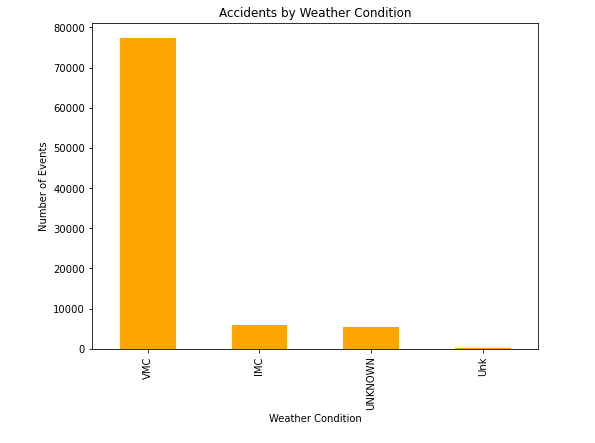 Accidents by Weather Condition
80000
70000
60000
50000
40000
30000
20000
10000
0
Number of Events
VMC
IMC
UNKNOWN
Unk
Weather Condition